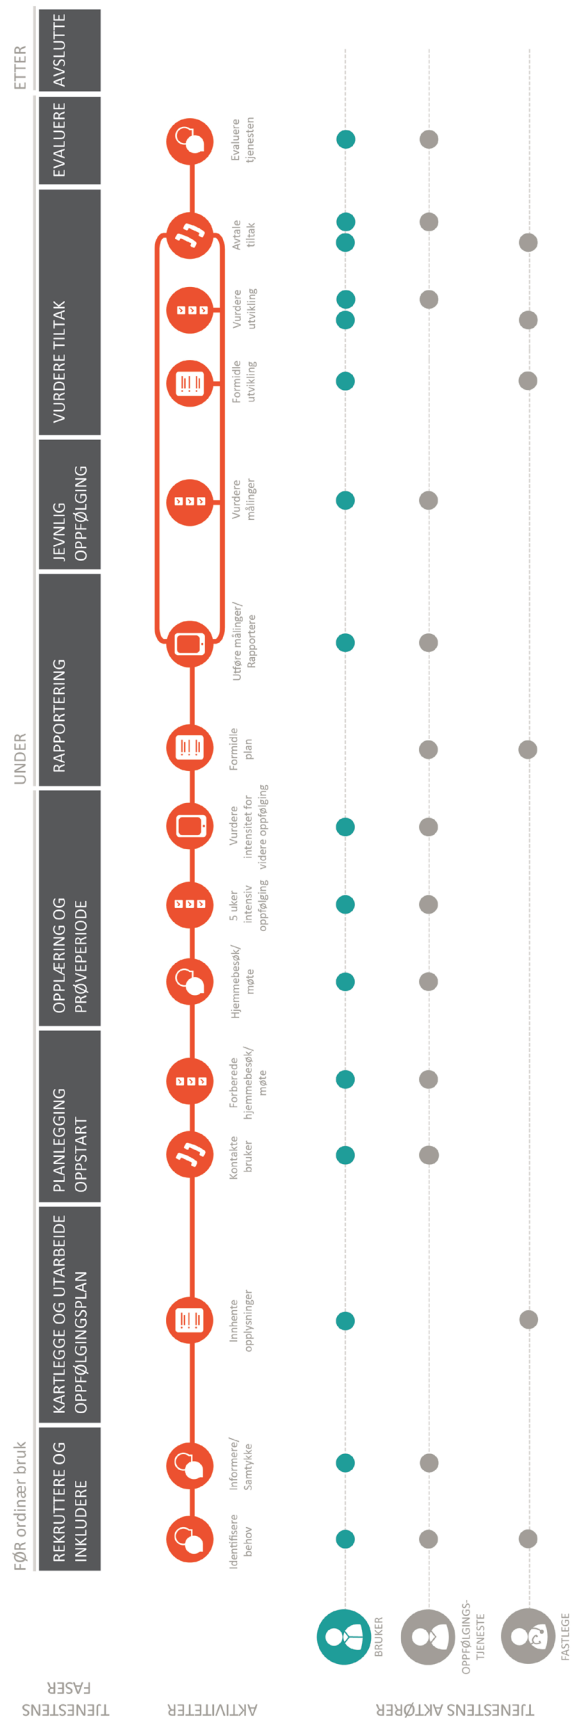 TJENESTENS
FASER
FØR ordinær bruk
UNDER
ETTER
REKRUTTERE OG
INKLUDERE
KARTLEGGE OG UTARBEIDE
OPPFØLGINGSPLAN
PLANLEGGING
OPPSTART
OPPLÆRING OG
PRØVEPERIODE
RAPPORTERING
JEVNLIG
OPPFØLGING
VURDERE TILTAK
EVALUERE
AVSLUTTE
AKTIVITETER
Identifisere
behov
Informere/
Samtykke
Innhente
opplysninger
Kontakte
bruker
Forberede
hjemmebesøk/
møte
Hjemmebesøk/
møte
5 uker
intensiv
oppfølging
Vurdere
intensitet for
videre oppfølging
Formidle
plan
Utføre målinger/
Rapportere
Vurdere
målinger
Formidle
utvikling
Vurdere
utvikling
Avtale
tiltak
Evaluere
tjenesten
TJENESTENS AKTØRER
BRUKER
OPPFØLGINGS-
TJENESTE
FASTLEGE